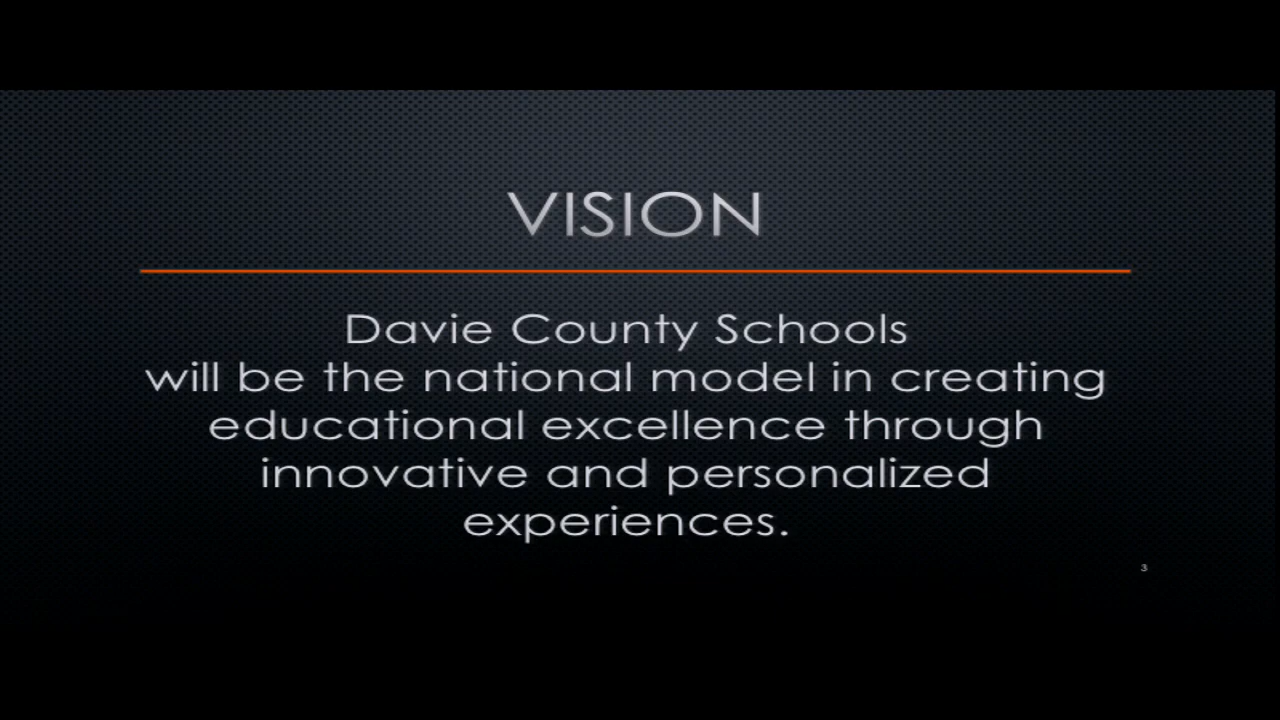 VISION
Davie County Schools
will be the national model in creating
educational excellence through
innovative and personalized
experiences.
3